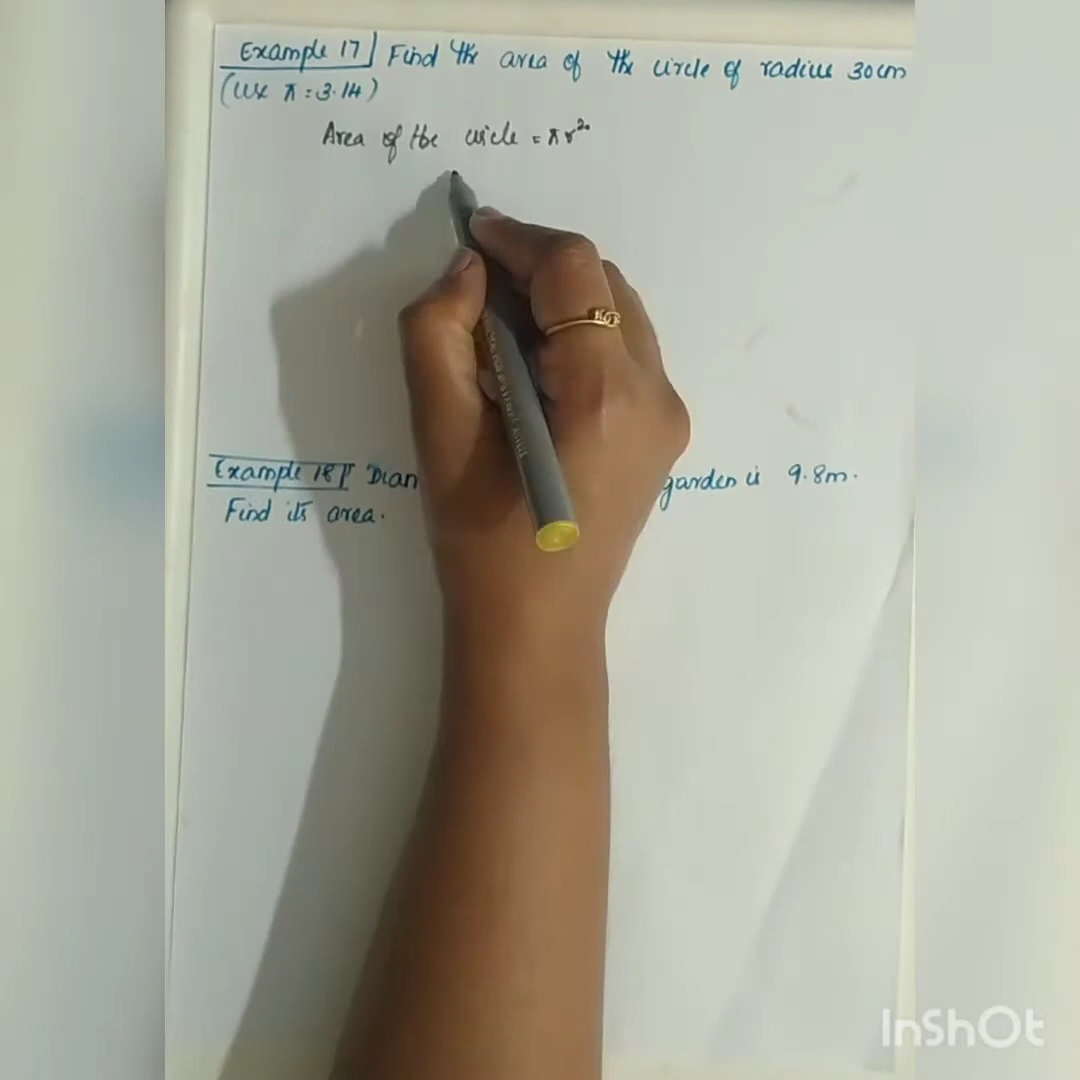 Example 17 Find the area of the circle of radius 30cm
(use π = 3.14)
Area of the circle = πr²
Example 18 Diam garden is 9.8m.
Find its area.
InShOt